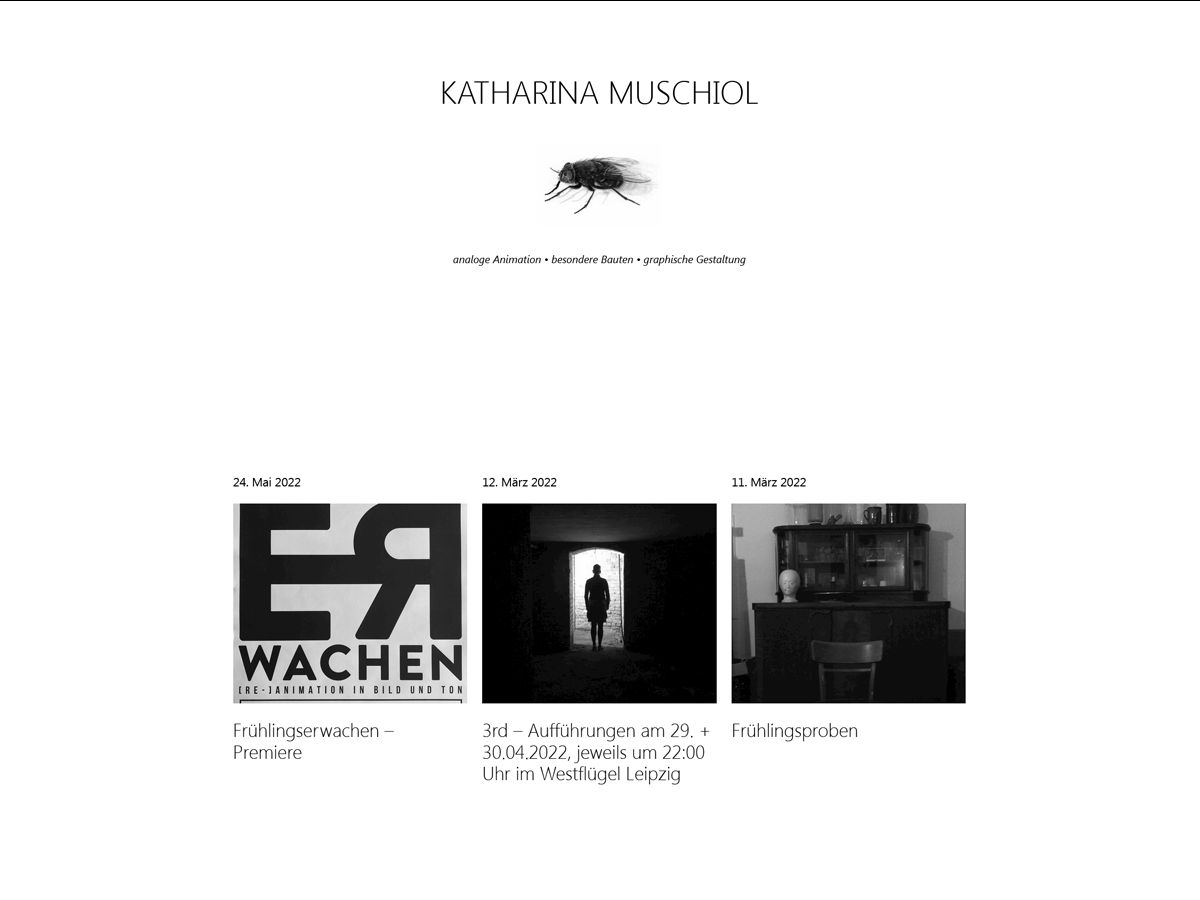 KATHARINA MUSCHIOL
analoge Animation • besondere Bauten • graphische Gestaltung
24. Mai 2022
ER
WACHEN
[RE-]ANIMATION IN BILD UND TON
Frühlingserwachen –
Premiere
12. März 2022
3rd – Aufführungen am 29. +
30.04.2022, jeweils um 22:00
Uhr im Westflügel Leipzig
11. März 2022
Frühlingsproben